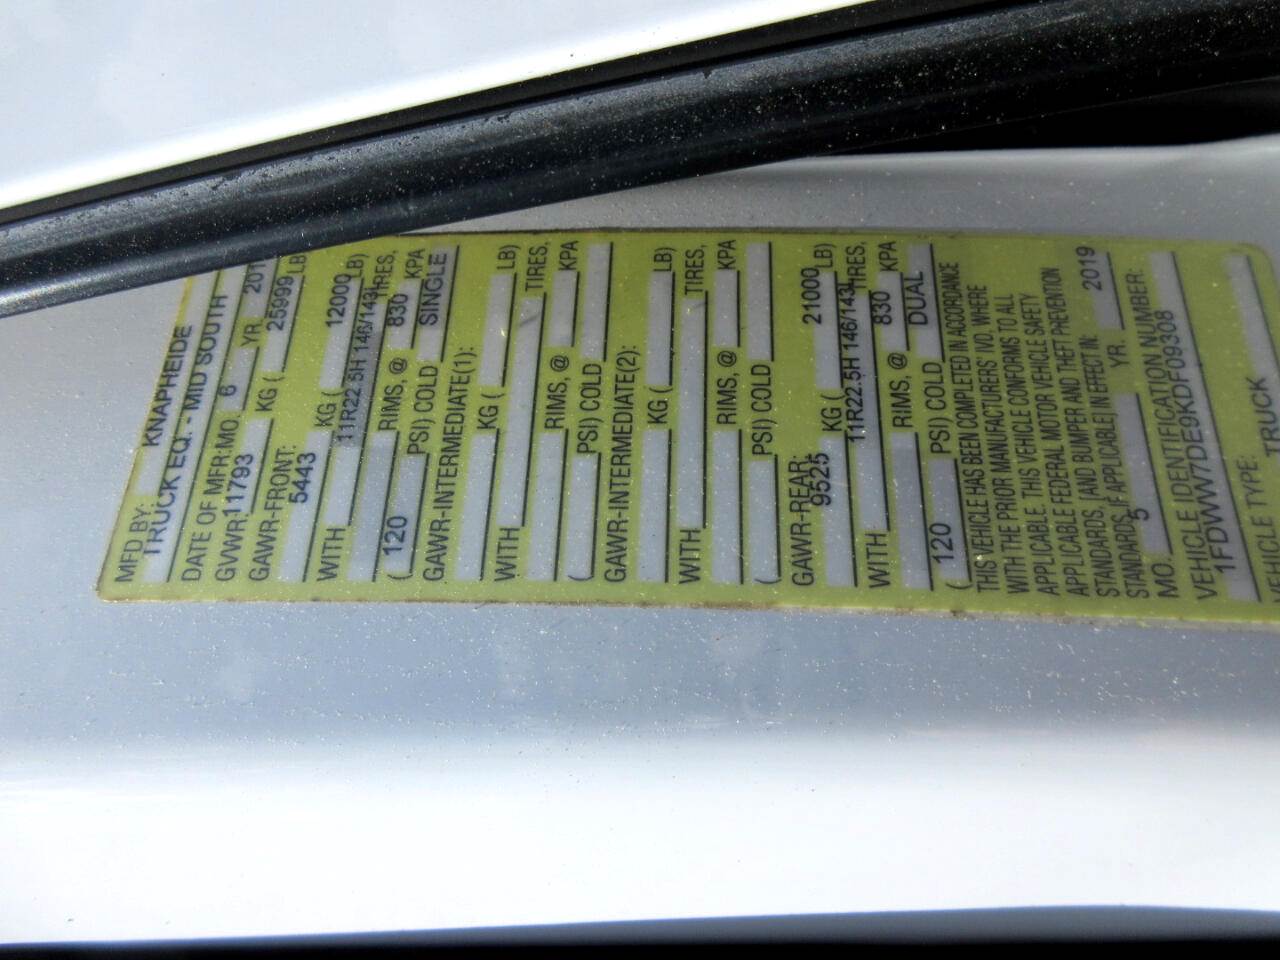 MFD BY: KNAPHEIDE
TRUCK EQ. - MID SOUTH
DATE OF MFR:MO. 6 YR. 201
GVWR 11793 KG ( 25999 LB)
GAWR-FRONT:
5443 KG ( 12000 LB)
WITH 11R22.5H 146/143 TIRES,
RIMS, @ 830 KPA
( 120 PSI) COLD SINGLE
GAWR-INTERMEDIATE(1):
KG ( LB)
WITH TIRES,
RIMS, @ KPA
( PSI) COLD
GAWR-INTERMEDIATE(2):
KG ( LB)
WITH TIRES,
RIMS, @ KPA
( PSI) COLD
GAWR-REAR:
9525 KG ( 21000 LB)
WITH 11R22.5H 146/143 TIRES,
RIMS, @ 830 KPA
( 120 PSI) COLD DUAL
THIS VEHICLE HAS BEEN COMPLETED IN ACCORDANCE
WITH THE PRIOR MANUFACTURERS' IVD, WHERE
APPLICABLE. THIS VEHICLE CONFORMS TO ALL
APPLICABLE FEDERAL MOTOR VEHICLE SAFETY
STANDARDS, [AND BUMPER AND THEFT PREVENTION
STANDARDS, IF APPLICABLE] IN EFFECT IN:
MO. 5 YR. 2019
VEHICLE IDENTIFICATION NUMBER:
1FDWW7DE9KDF09308
VEHICLE TYPE: TRUCK